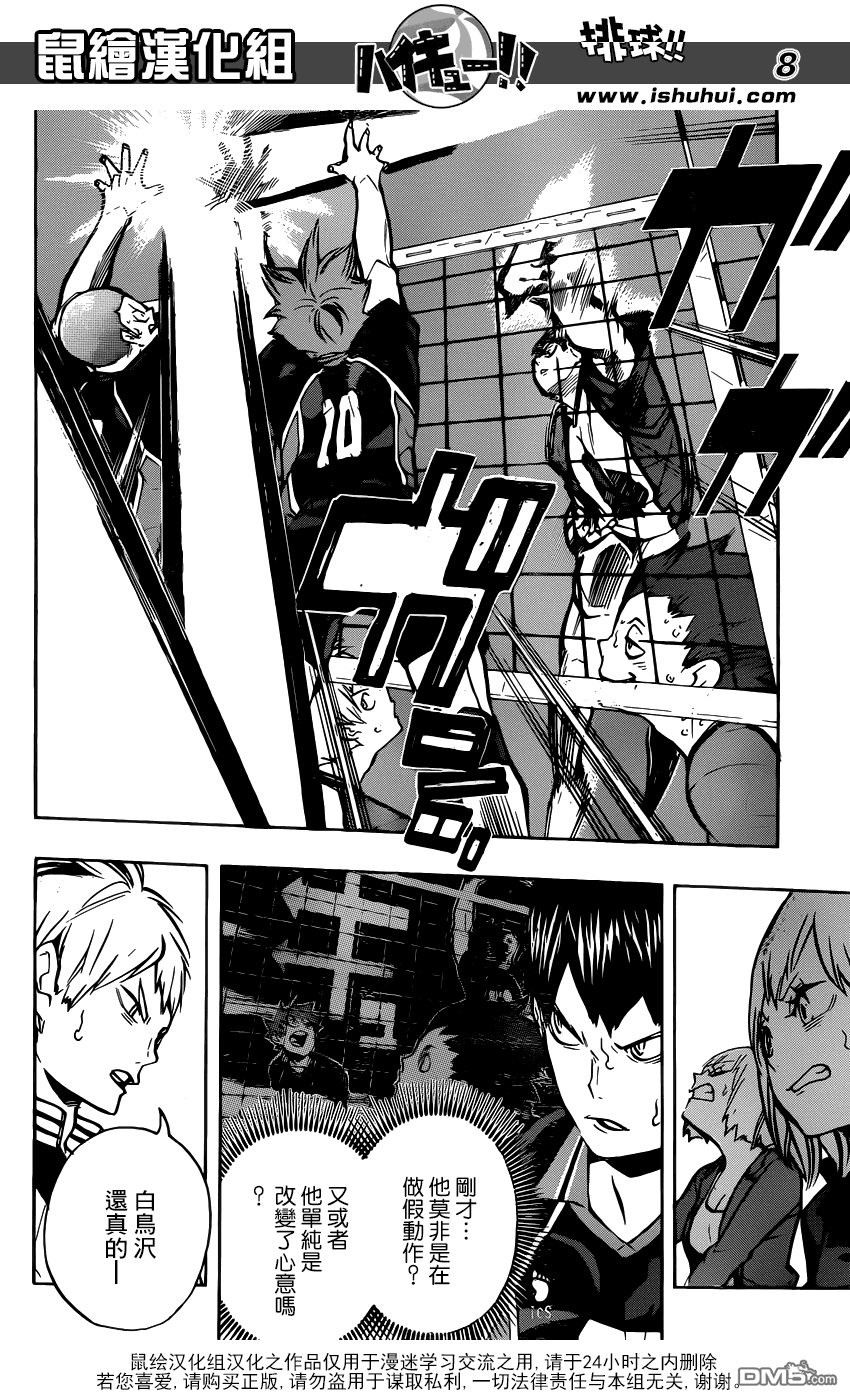 鼠繪漢化組
ハイキュー!!
排球!!
8
www.ishuhui.com
ガガ
10
剛才…
他莫非是在
做假動作?
又或者
他單純是
改變了心意嗎
?
白鳥沢
還真的ー
鼠绘汉化组汉化之作品仅用于漫迷学习交流之用, 请于24小时之内删除
若您喜爱, 请购买正版, 请勿用于谋取私利, 一切法律责任与本组无关, 谢谢。
DM5.com